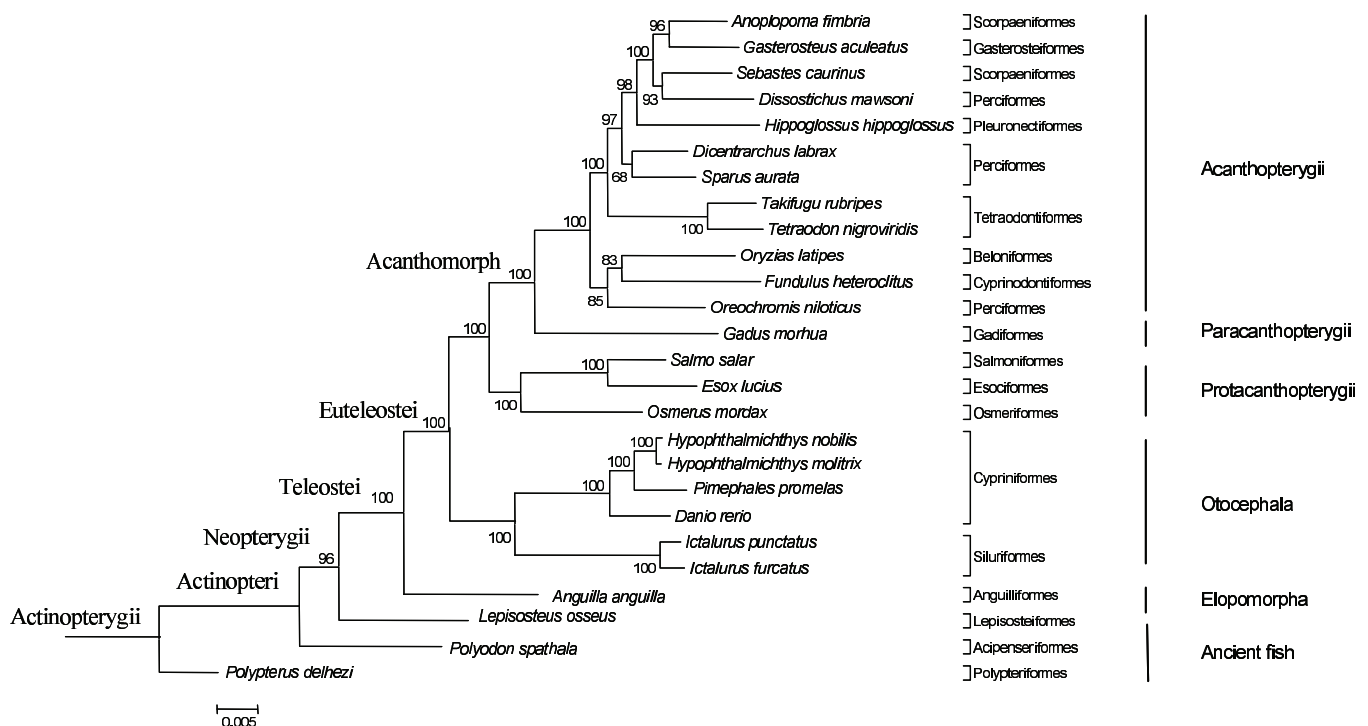 96 Anoplopoma fimbria Scorpaeniformes
Gasterosteus aculeatus Gasterosteiformes
100
Sebastes caurinus Scorpaeniformes
98
93 Dissostichus mawsoni Perciformes
97
Hippoglossus hippoglossus Pleuronectiformes
Dicentrarchus labrax
100 Perciformes Acanthopterygii
68 Sparus aurata
Takifugu rubripes
Tetraodontiformes
100 100 Tetraodon nigroviridis
Oryzias latipes Beloniformes
Acanthomorph 83
100 Fundulus heteroclitus Cyprinodontiformes
85 Oreochromis niloticus Perciformes
100 Gadus morhua Gadiformes Paracanthopterygii
100 Salmo salar Salmoniformes
Esox lucius Esociformes Protacanthopterygii
100 Osmerus mordax Osmeriformes
Euteleostei 100
100 Hypophthalmichthys nobilis
100 Hypophthalmichthys molitrix
Cypriniformes
Teleostei 100 100 Pimephales promelas
Otocephala
Danio rerio
Neopterygii 100
Ictalurus punctatus
96 Siluriformes
100 Ictalurus furcatus
Actinopteri
Anguilla anguilla Anguilliformes Elopomorpha
Actinopterygii Lepisosteus osseus Lepisosteiformes
Polyodon spathala Acipenseriformes Ancient fish
Polypterus delhezi Polypteriformes
0.005